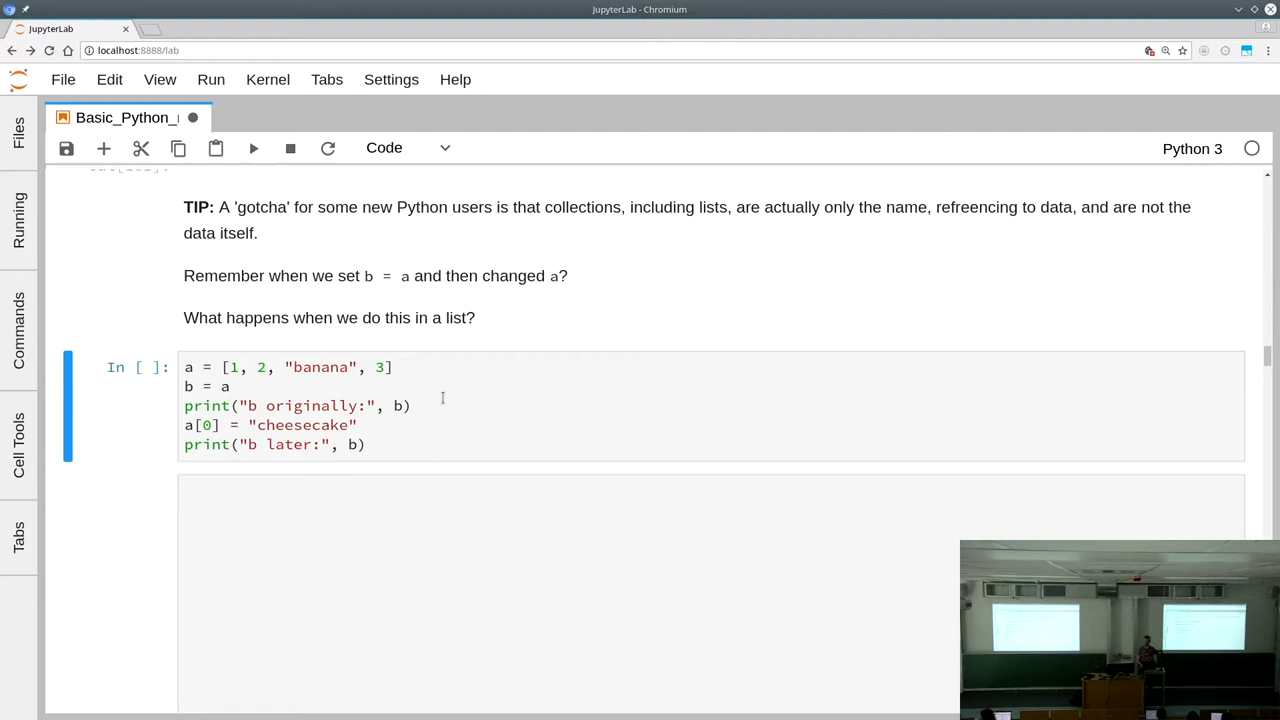 JupyterLab - Chromium
JupyterLab
localhost:8888/lab
File Edit View Run Kernel Tabs Settings Help
Basic_Python_
Code
Python 3
Files
Running
Commands
Cell Tools
Tabs
TIP: A 'gotcha' for some new Python users is that collections, including lists, are actually only the name, refreencing to data, and are not the
data itself.
Remember when we set b = a and then changed a?
What happens when we do this in a list?
In [ ]:
a = [1, 2, "banana", 3]
b = a
print("b originally:", b)
a[0] = "cheesecake"
print("b later:", b)